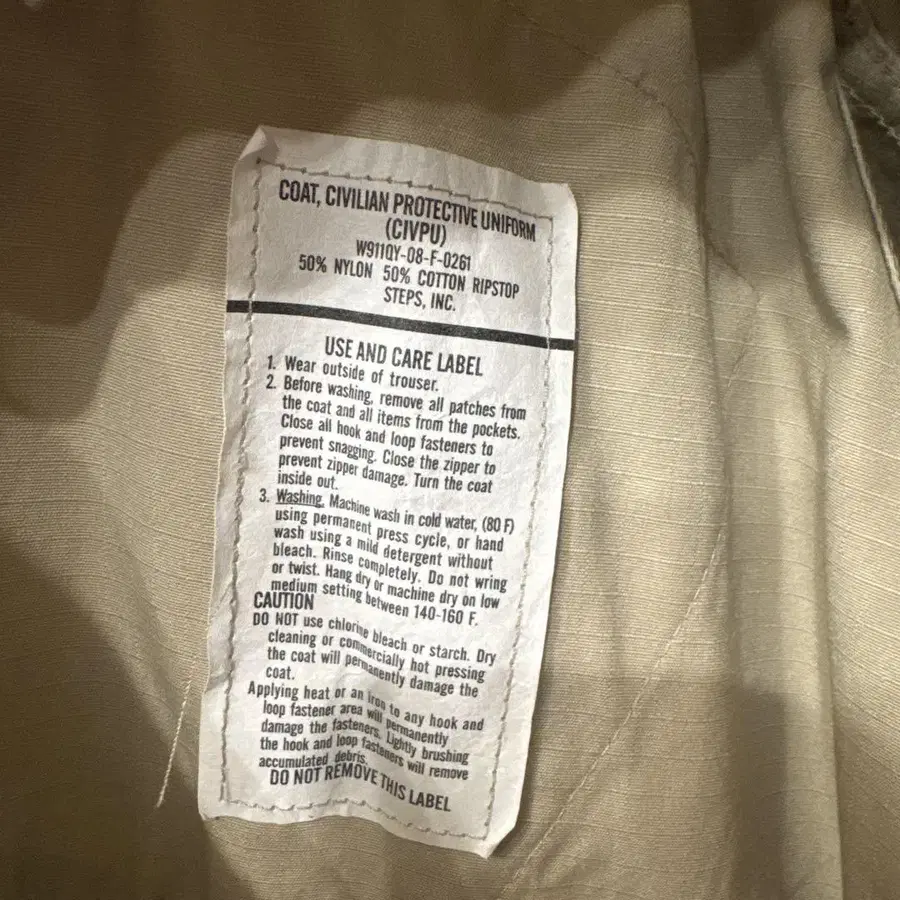 COAT, CIVILIAN PROTECTIVE UNIFORM
(CIVPU)
W911QY-08-F-0261
50% NYLON 50% COTTON RIPSTOP
STEPS, INC.
USE AND CARE LABEL
1. Wear outside of trouser.
2. Before washing, remove all patches from
the coat and all items from the pockets.
Close all hook and loop fasteners to
prevent snagging. Close the zipper to
prevent zipper damage. Turn the coat
inside out.
3. Washing. Machine wash in cold water, (80 F)
using permanent press cycle, or hand
wash using a mild detergent without
bleach. Rinse completely. Do not wring
or twist. Hang dry or machine dry on low
medium setting between 140-160 F.
CAUTION
DO NOT use chlorine bleach or starch. Dry
cleaning or commercially hot pressing
the coat will permanently damage the
coat.
Applying heat or an iron to any hook and
loop fastener area will permanently
damage the fasteners. Lightly brushing
the hook and loop fasteners will remove
accumulated debris.
DO NOT REMOVE THIS LABEL